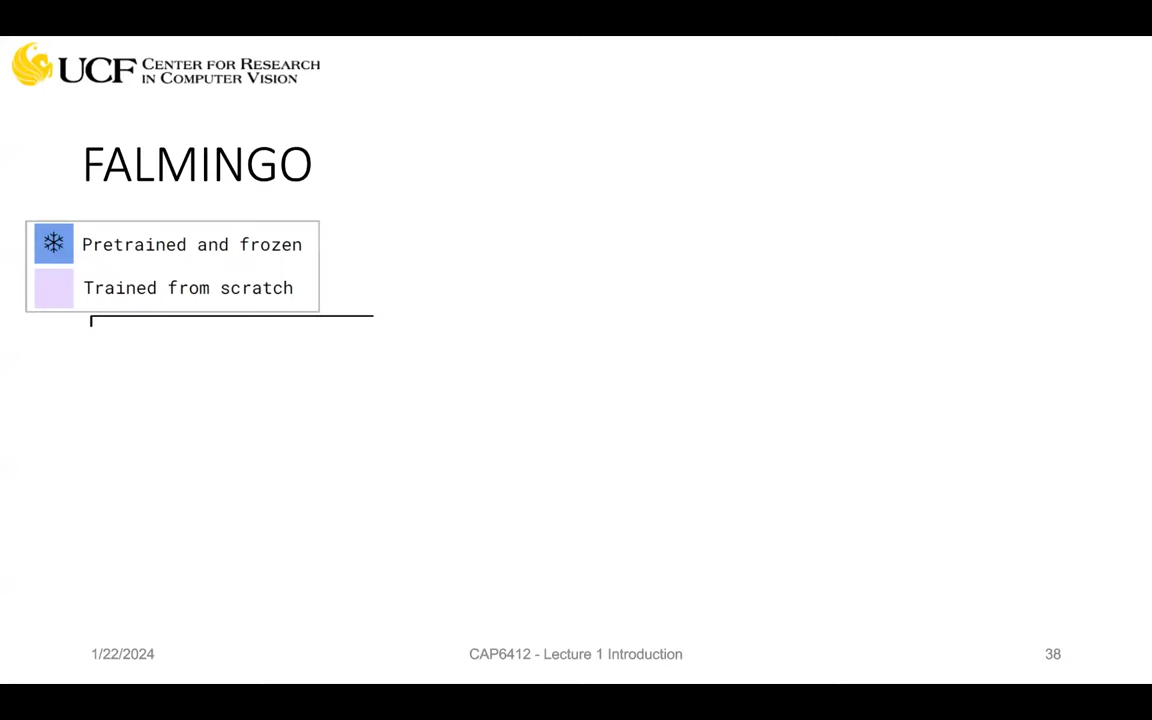 UCF CENTER FOR RESEARCH
IN COMPUTER VISION
FALMINGO
Pretrained and frozen
Trained from scratch
1/22/2024
CAP6412 - Lecture 1 Introduction
38